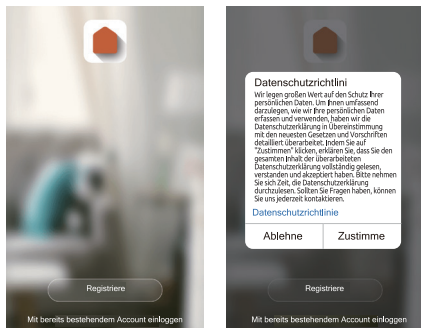 Registriere
Mit bereits bestehendem Account einloggen
Datenschutzrichtlini
Wir legen großen Wert auf den Schutz Ihrer
persönlichen Daten. Um Ihnen umfassend
darzulegen, wie wir Ihre persönlichen Daten
erfassen und verwenden, haben wir die
Datenschutzerklärung in Übereinstimmung
mit den neuesten Gesetzen und Vorschriften
detailliert überarbeitet. Indem Sie auf
"Zustimmen" klicken, erklären Sie, dass Sie den
gesamten Inhalt der überarbeiteten
Datenschutzerklärung vollständig gelesen,
verstanden und akzeptiert haben. Bitte nehmen
Sie sich Zeit, die Datenschutzerklärung
durchzulesen. Sollten Sie Fragen haben, können
Sie uns jederzeit kontaktieren.
Datenschutzrichtlinie
Ablehne Zustimme
Registriere
Mit bereits bestehendem Account einloggen